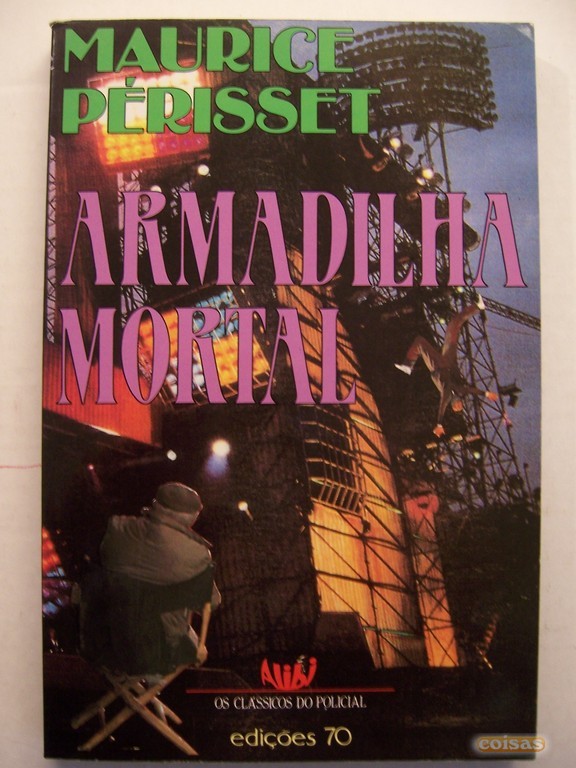 MAURICE
PÉRISSET
ARMADILHA
MORTAL
Alibi
OS CLÁSSICOS DO POLICIAL
edições 70
coisas